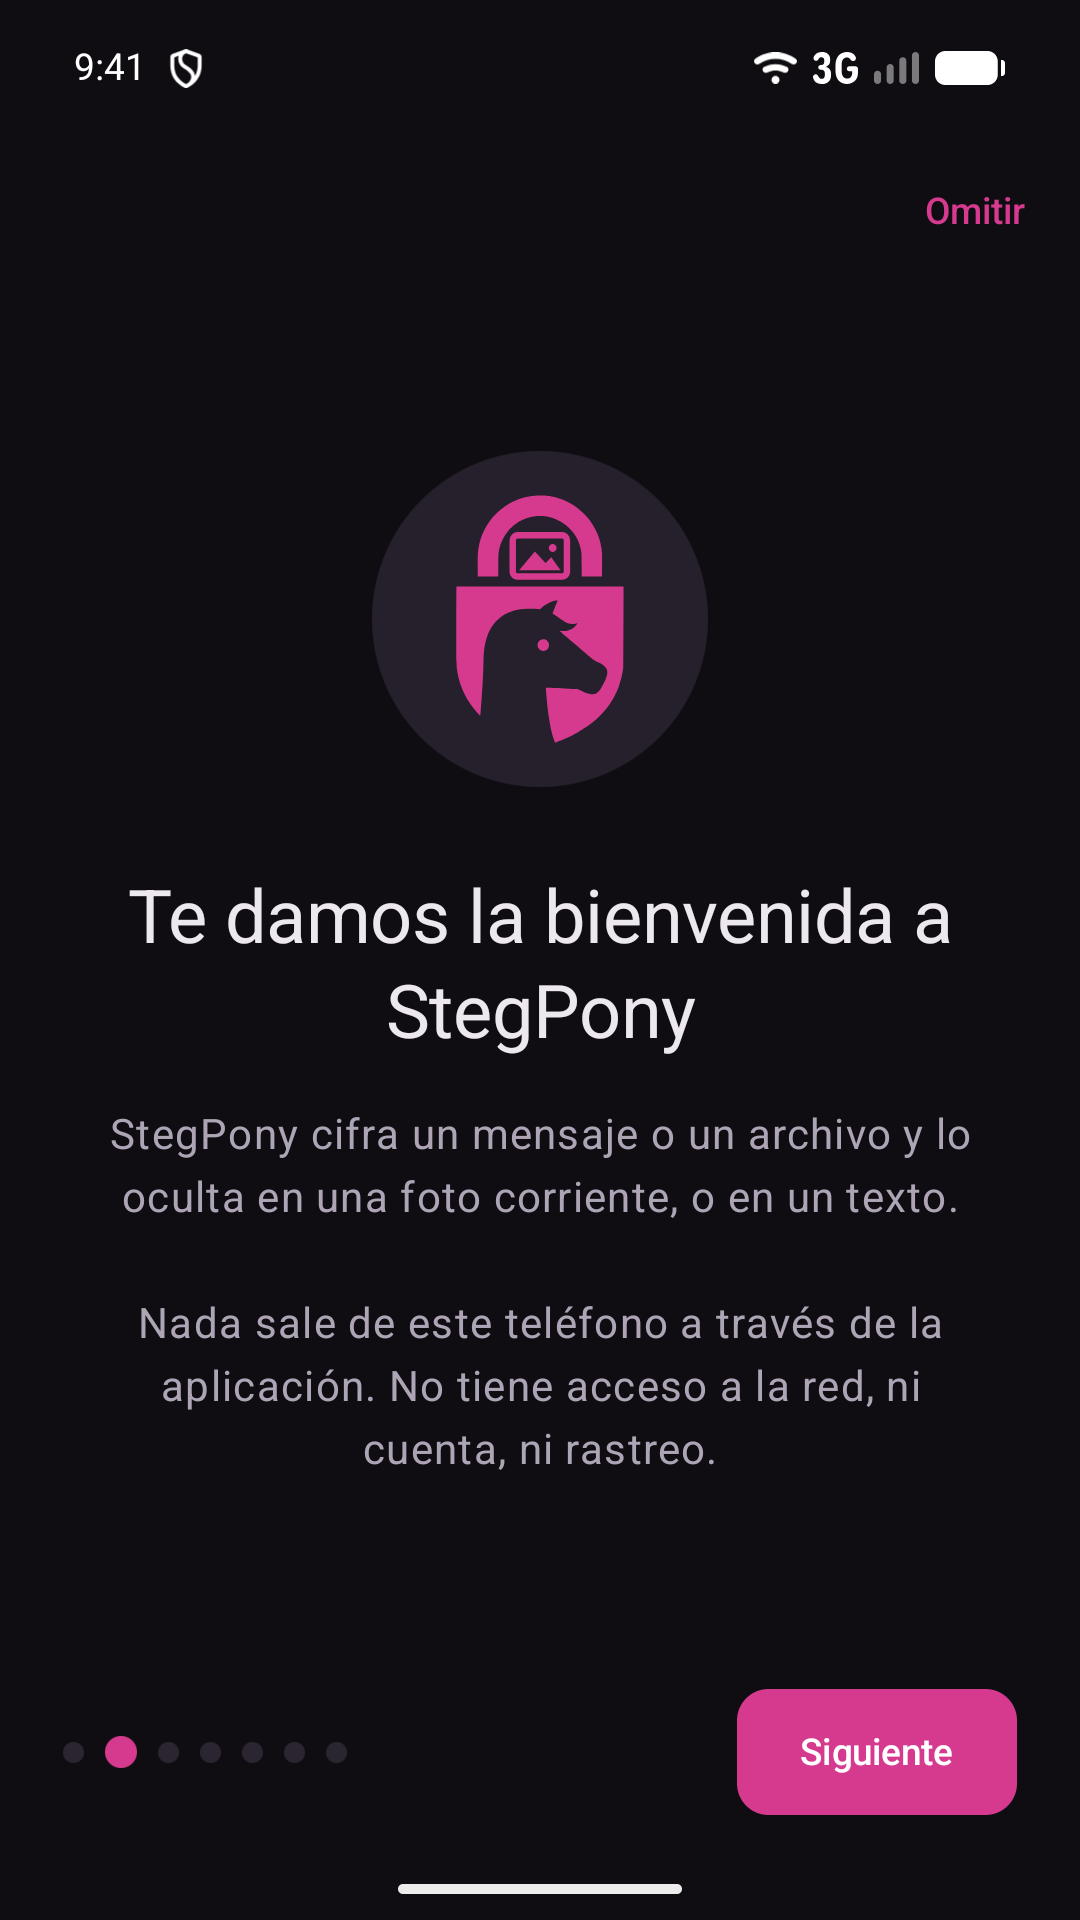 9:41
3G
Omitir
Te damos la bienvenida a
StegPony
StegPony cifra un mensaje o un archivo y lo
oculta en una foto corriente, o en un texto.
Nada sale de este teléfono a través de la
aplicación. No tiene acceso a la red, ni
cuenta, ni rastreo.
Siguiente